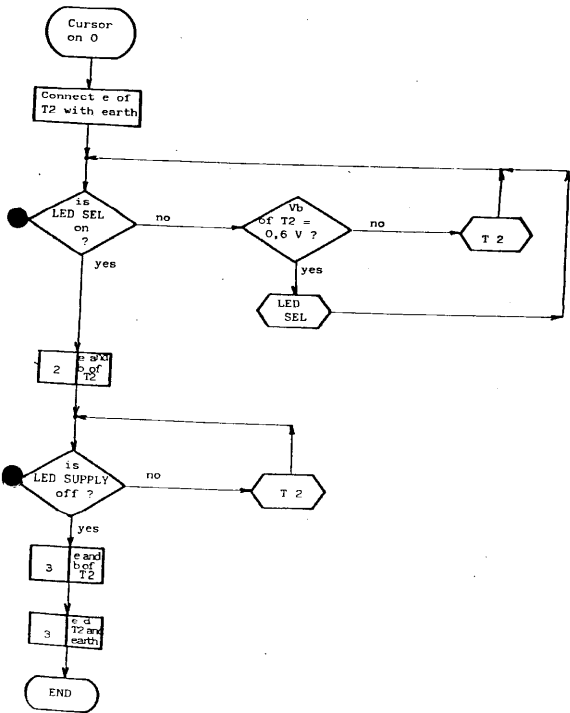 Cursor
on 0
Connect e of
T2 with earth
is
LED SEL
on
?
no
Vb
of T2 =
0,6 V ?
no
T 2
yes
yes
LED
SEL
2
e and
b of
T2
is
LED SUPPLY
off ?
no
T 2
yes
3
e and
b of
T2
3
e d
T2 and
earth
END